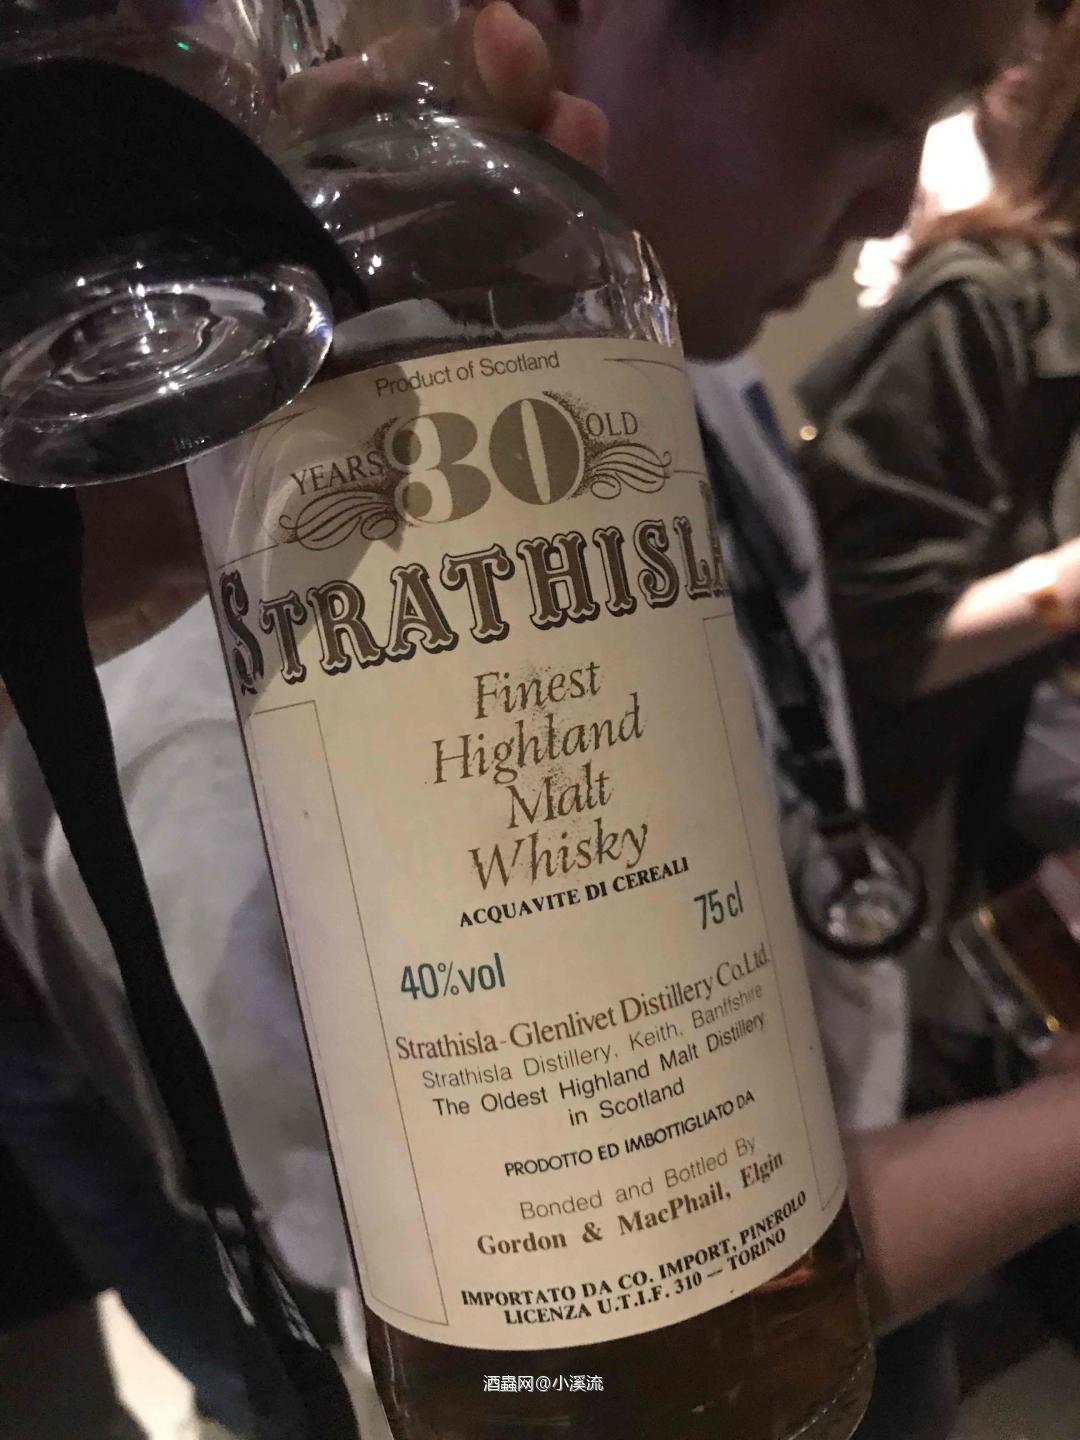 Product of Scotland
YEARS 30 OLD
STRATHISLA
Finest
Highland
Malt
Whisky
ACQUAVITE DI CEREALI
40%vol 75 cl
Strathisla-Glenlivet Distillery Co.Ltd.
Strathisla Distillery, Keith, Banffshire
The Oldest Highland Malt Distillery
in Scotland
PRODOTTO ED IMBOTTIGLIATO DA
Bonded and Bottled By
Gordon & MacPhail, Elgin
IMPORTATO DA CO. IMPORT, PINEROLO
LICENZA U.T.I.F. 310 — TORINO
酒蟲网@小溪流